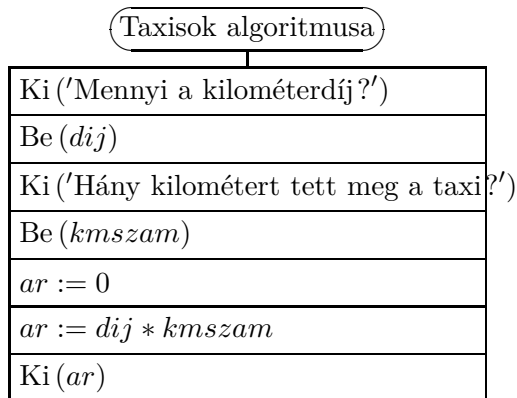 Taxisok algoritmusa
Ki ('Mennyi a kilométerdíj?')
Be (dij)
Ki ('Hány kilométert tett meg a taxi?')
Be (kmszam)
ar := 0
ar := dij ∗ kmszam
Ki (ar)